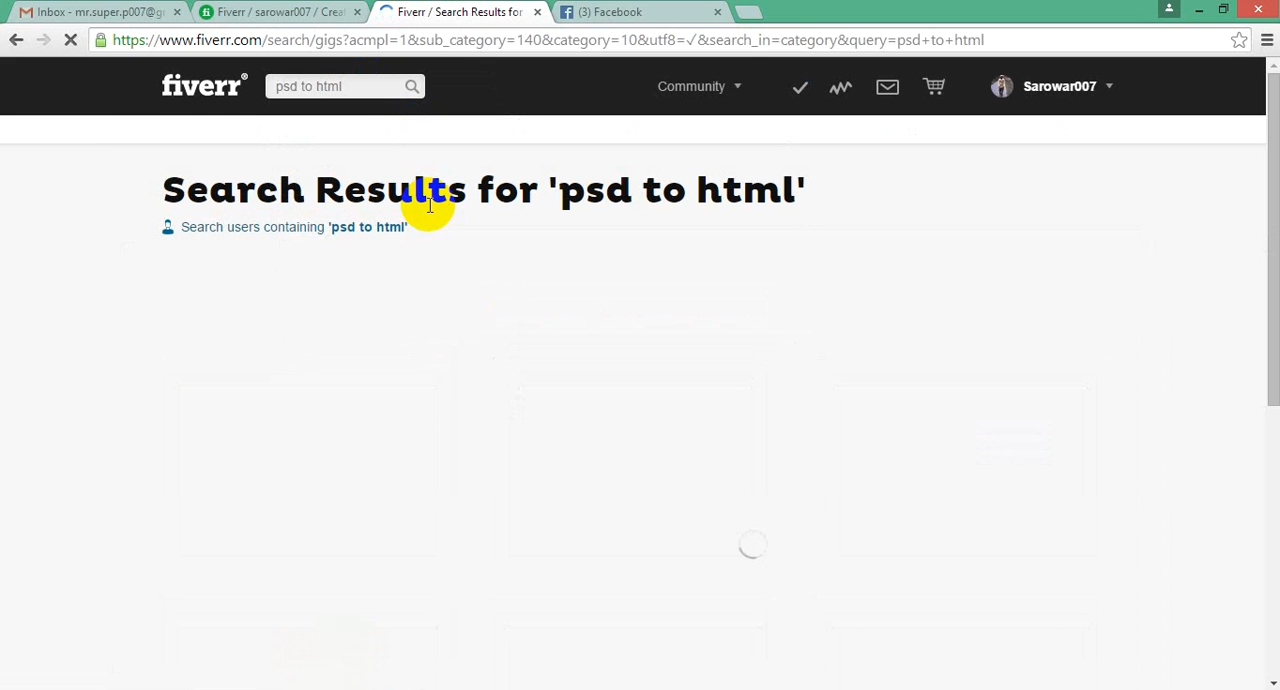 Inbox - mr.super.p007@g
Fiverr / sarowar007 / Creat
Fiverr / Search Results for
(3) Facebook
https://www.fiverr.com/search/gigs?acmpl=1&sub_category=140&category=10&utf8=✓&search_in=category&query=psd+to+html
fiverr®
psd to html
Community
Sarowar007
Search Results for 'psd to html'
Search users containing 'psd to html'